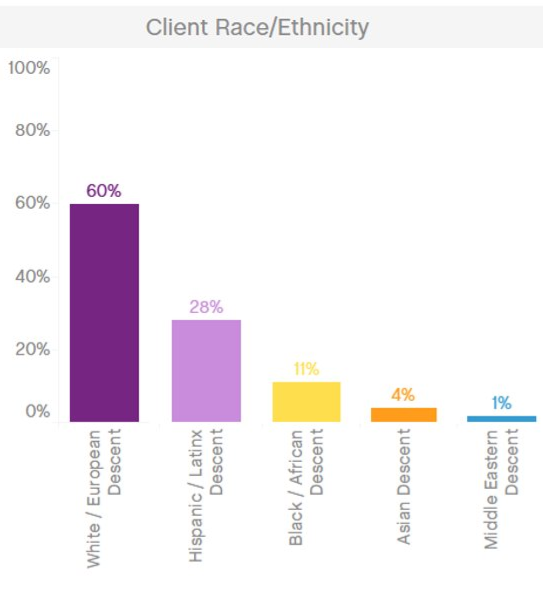 Client Race/Ethnicity
100%
80%
60%
40%
20%
0%
60%
28%
11%
4%
1%
White / European
Descent
Hispanic / Latinx
Descent
Black / African
Descent
Asian Descent
Middle Eastern
Descent